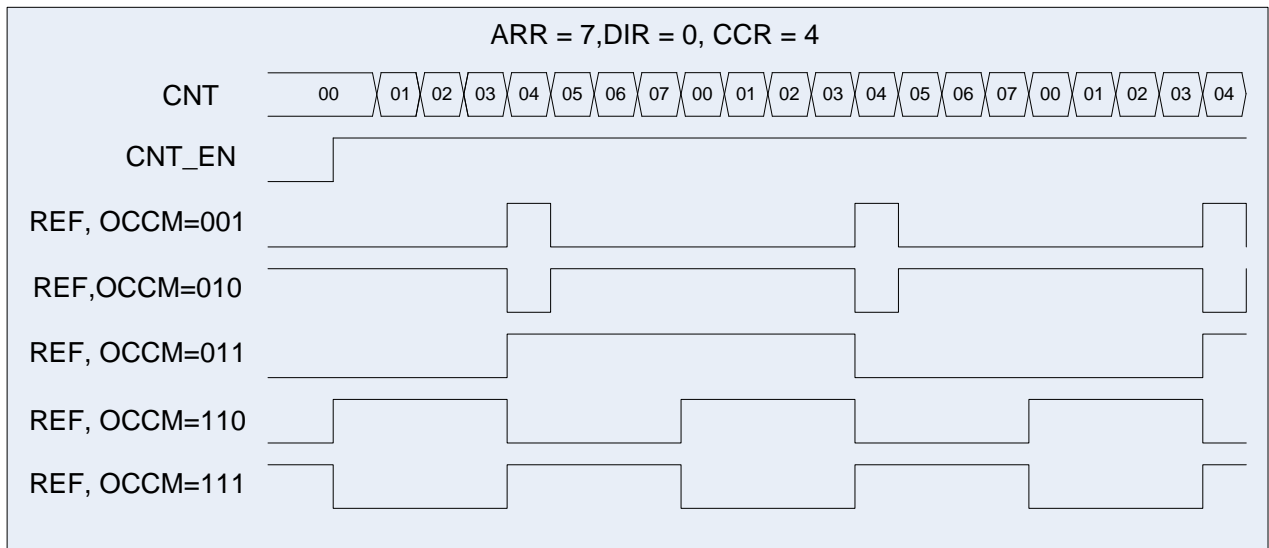 ARR = 7,DIR = 0, CCR = 4
CNT 00 01 02 03 04 05 06 07 00 01 02 03 04 05 06 07 00 01 02 03 04
CNT_EN
REF, OCCM=001
REF,OCCM=010
REF, OCCM=011
REF, OCCM=110
REF, OCCM=111